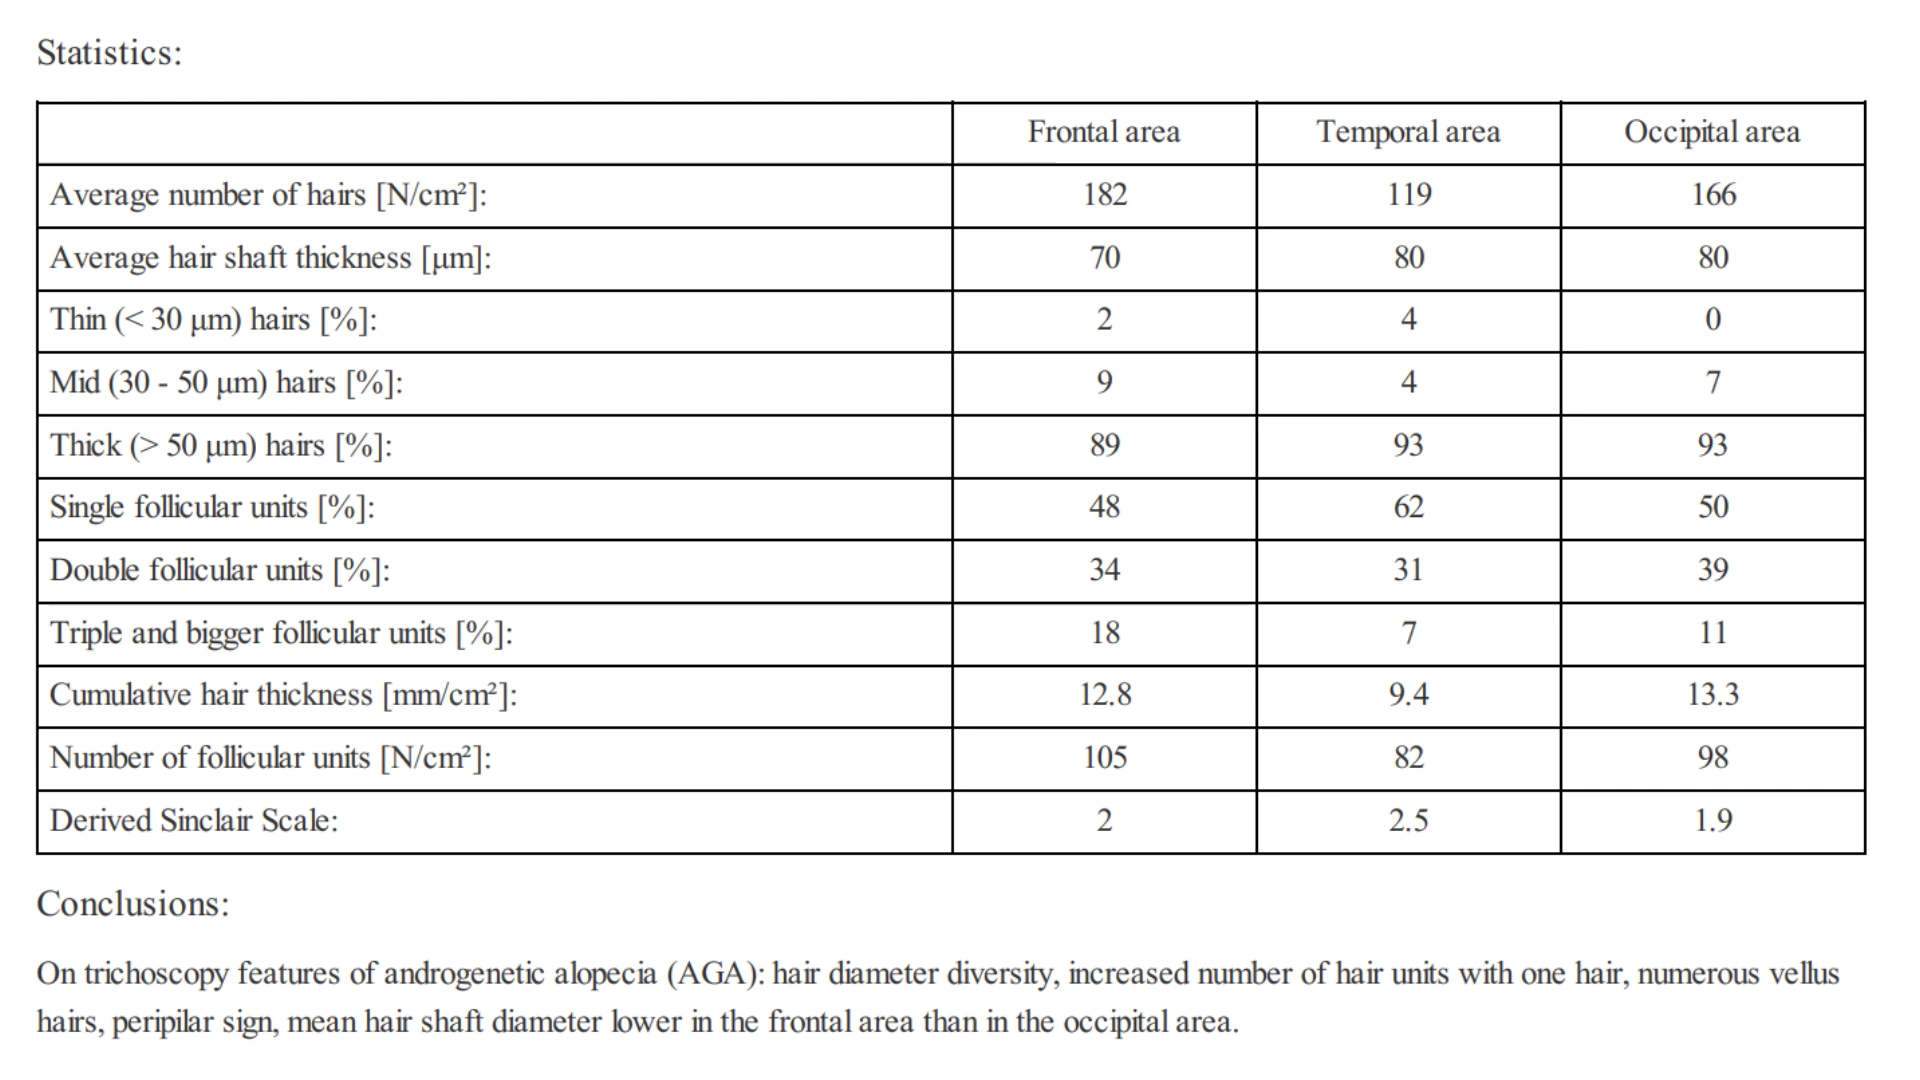 Statistics:
Frontal area Temporal area Occipital area
Average number of hairs [N/cm²]: 182 119 166
Average hair shaft thickness [μm]: 70 80 80
Thin (< 30 μm) hairs [%]: 2 4 0
Mid (30 - 50 μm) hairs [%]: 9 4 7
Thick (> 50 μm) hairs [%]: 89 93 93
Single follicular units [%]: 48 62 50
Double follicular units [%]: 34 31 39
Triple and bigger follicular units [%]: 18 7 11
Cumulative hair thickness [mm/cm²]: 12.8 9.4 13.3
Number of follicular units [N/cm²]: 105 82 98
Derived Sinclair Scale: 2 2.5 1.9
Conclusions:
On trichoscopy features of androgenetic alopecia (AGA): hair diameter diversity, increased number of hair units with one hair, numerous vellus
hairs, peripilar sign, mean hair shaft diameter lower in the frontal area than in the occipital area.